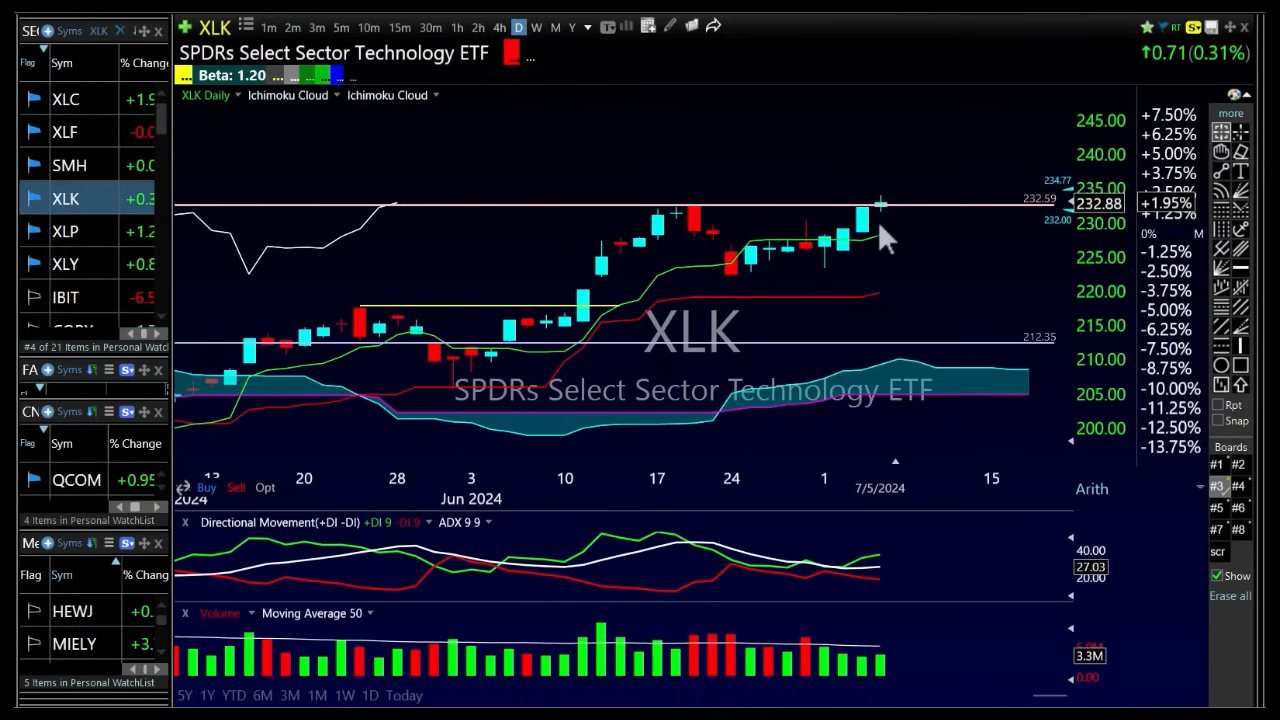 Syms XLK
XLK 1m 2m 3m 5m 10m 15m 30m 1h 2h 4h D W M Y
RT
SPDRs Select Sector Technology ETF ...
0.71(0.31%)
Beta: 1.20
XLK Daily Ichimoku Cloud Ichimoku Cloud
Flag Sym % Change
XLC +1.9
XLF -0.0
SMH +0.0
XLK +0.3
XLP +1.2
XLY +0.8
IBIT -6.5
#4 of 21 Items in Personal Watch
FA Syms
CN Syms
Flag Sym % Change
QCOM +0.95
4 Items in Personal WatchList
Me Syms
Flag Sym % Change
HEWJ +0.
MIELY +3.
5 Items in Personal WatchList
XLK
SPDRs Select Sector Technology ETF
245.00
240.00
235.00
232.88
230.00
225.00
220.00
215.00
210.00
205.00
200.00
234.77
232.59
232.00
212.35
+7.50%
+6.25%
+5.00%
+3.75%
+1.95%
+1.25%
0% M
-1.25%
-2.50%
-3.75%
-5.00%
-6.25%
-7.50%
-8.75%
-10.00%
-11.25%
-12.50%
-13.75%
13 20 28 3 10 17 24 1 15
2024 Jun 2024 7/5/2024
Buy Sell Opt
Arith
x Directional Movement(+DI -DI) +DI 9 -DI 9 ADX 9 9
40.00
27.03
20.00
x Volume Moving Average 50
3.3M
0.00
5Y 1Y YTD 6M 3M 1M 1W 1D Today
more
Rpt
Snap
Boards
#1 #2
#3 #4
#5 #6
#7 #8
scr
Show
Erase all